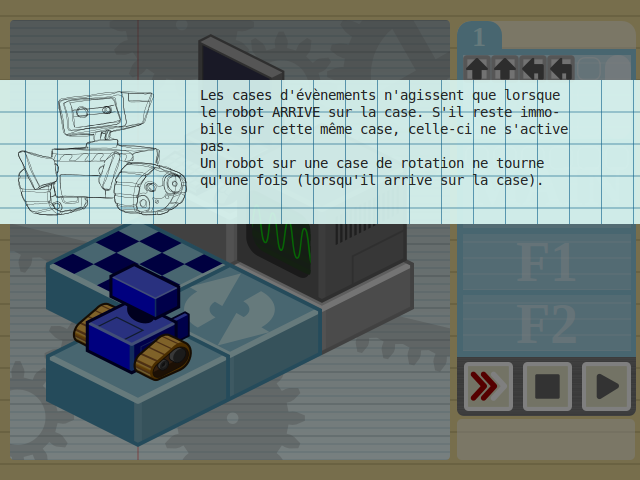 1
Les cases d'évènements n'agissent que lorsque
le robot ARRIVE sur la case. S'il reste immo-
bile sur cette même case, celle-ci ne s'active
pas.
Un robot sur une case de rotation ne tourne
qu'une fois (lorsqu'il arrive sur la case).
F1
F2